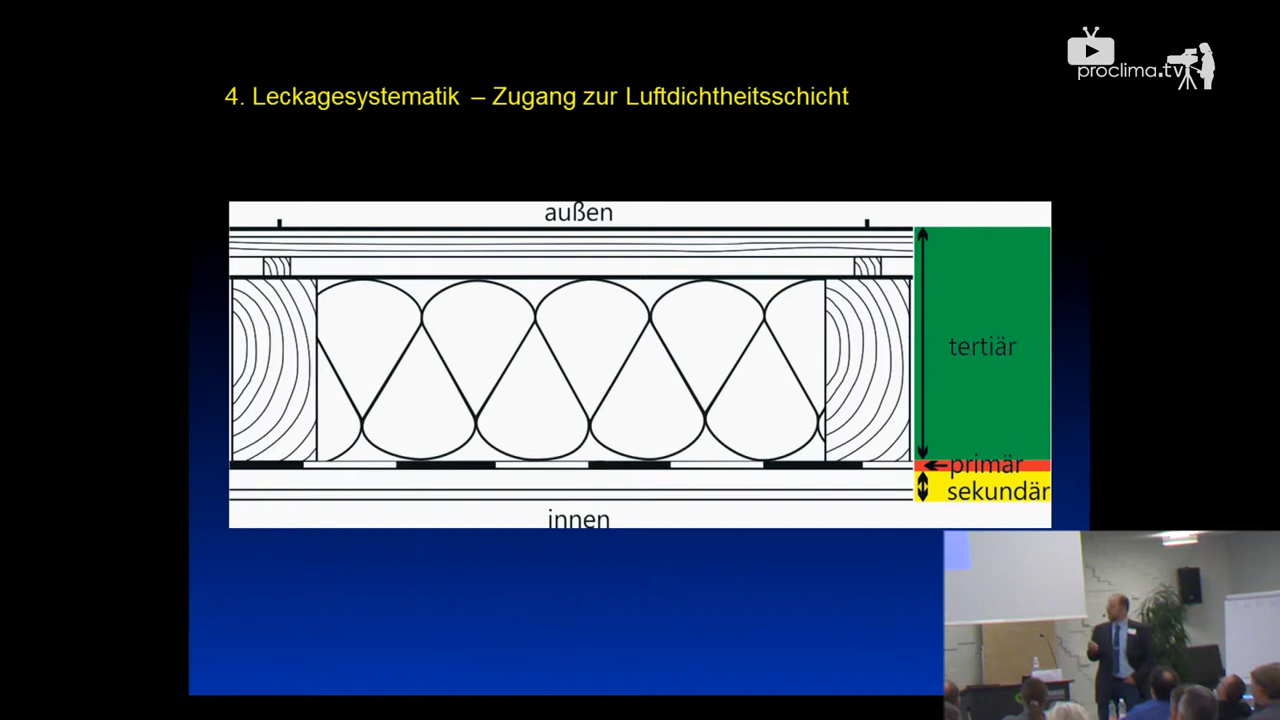 proclima.tv
4. Leckagesystematik – Zugang zur Luftdichtheitsschicht
außen
tertiär
primär
sekundär
innen